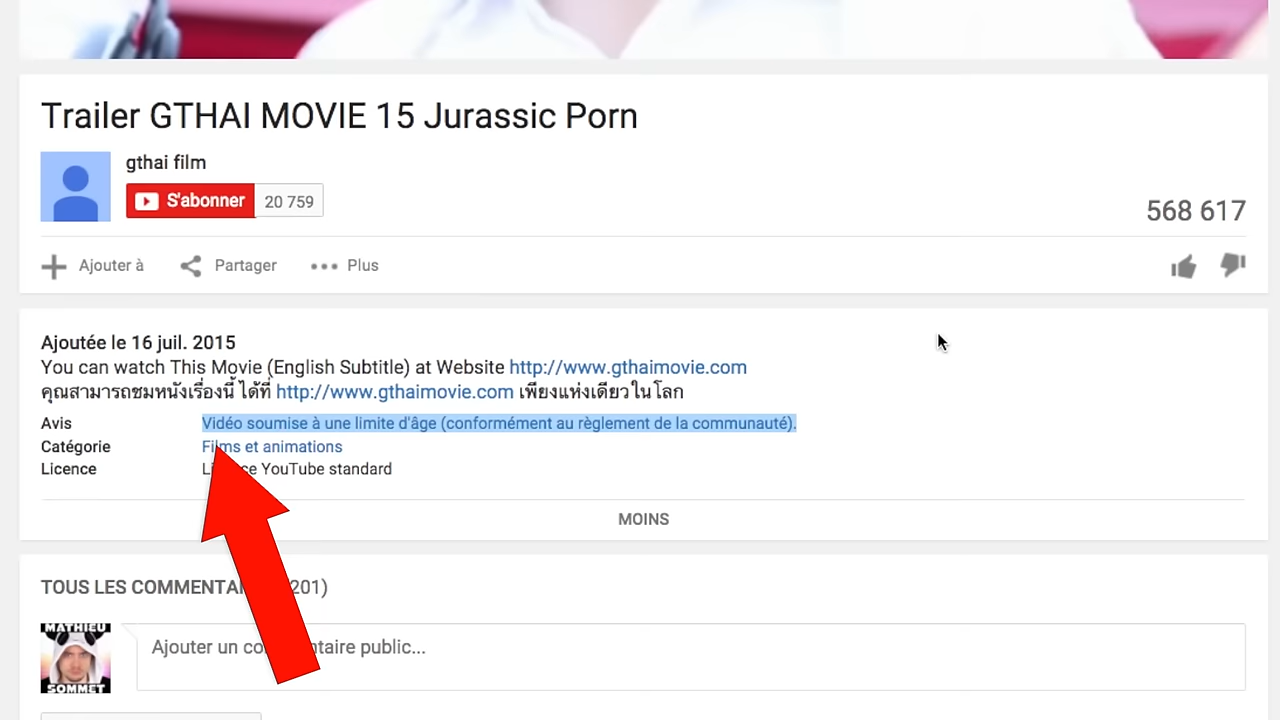 Trailer GTHAI MOVIE 15 Jurassic Porn
gthai film
S'abonner 20 759
568 617
Ajouter à Partager Plus
Ajoutée le 16 juil. 2015
You can watch This Movie (English Subtitle) at Website http://www.gthaimovie.com
คุณสามารถชมหนังเรื่องนี้ ได้ที่ http://www.gthaimovie.com เพียงแห่งเดียวในโลก
Avis Vidéo soumise à une limite d'âge (conformément au règlement de la communauté).
Catégorie Films et animations
Licence YouTube standard
MOINS
TOUS LES 201)
MATHIEU
SOMMET
Ajouter un public...